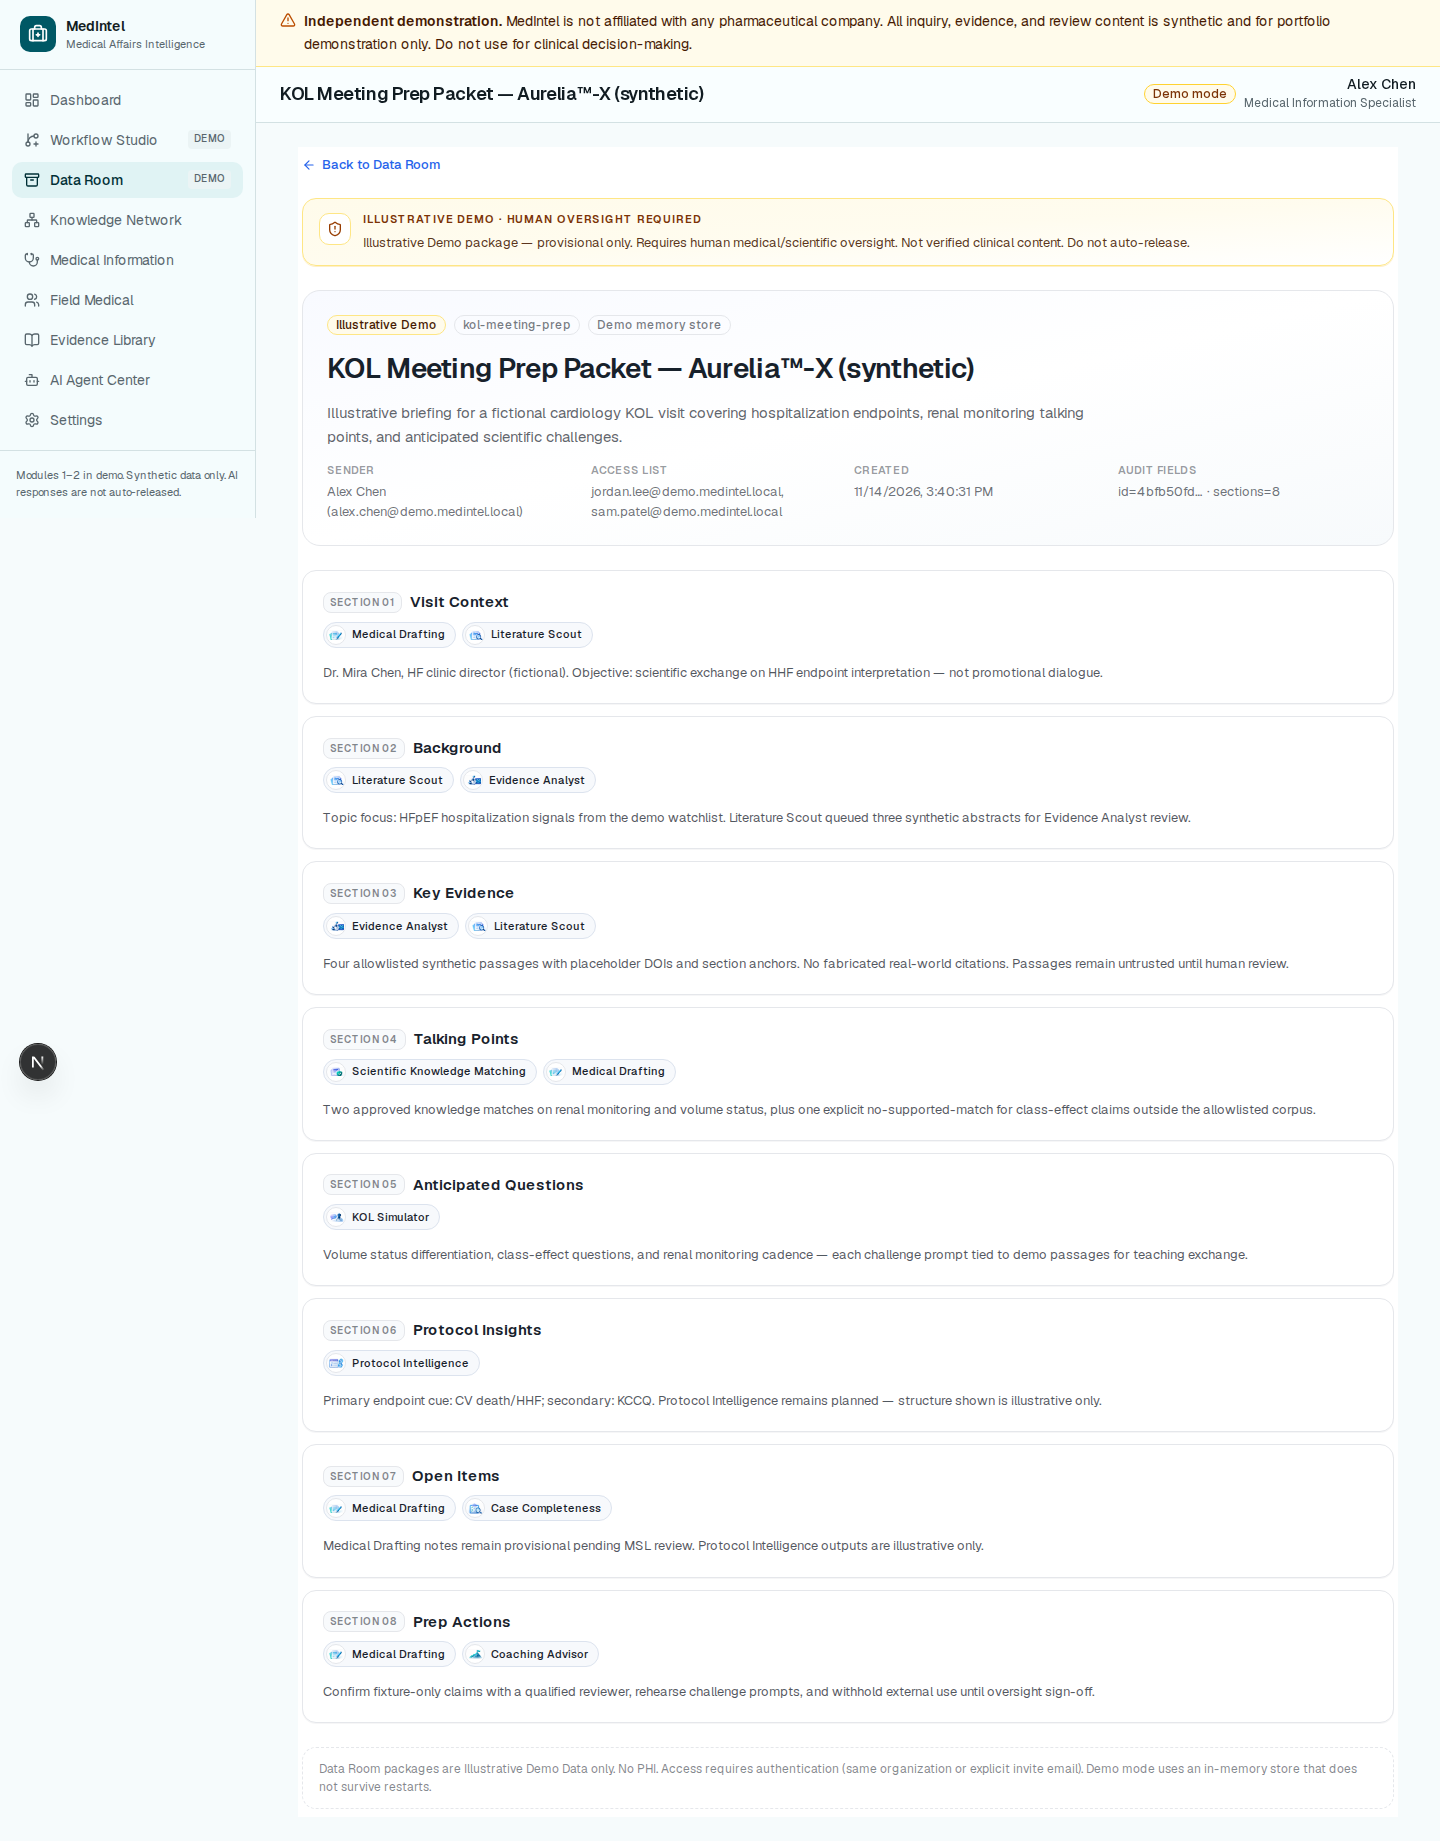 MedIntel
Medical Affairs Intelligence
Dashboard
Workflow Studio DEMO
Data Room DEMO
Knowledge Network
Medical Information
Field Medical
Evidence Library
AI Agent Center
Settings
Modules 1–2 in demo. Synthetic data only. AI
responses are not auto-released.
Independent demonstration. MedIntel is not affiliated with any pharmaceutical company. All inquiry, evidence, and review content is synthetic and for portfolio
demonstration only. Do not use for clinical decision-making.
KOL Meeting Prep Packet — Aurelia™-X (synthetic)
Demo mode
Alex Chen
Medical Information Specialist
Back to Data Room
ILLUSTRATIVE DEMO · HUMAN OVERSIGHT REQUIRED
Illustrative Demo package — provisional only. Requires human medical/scientific oversight. Not verified clinical content. Do not auto-release.
Illustrative Demo kol-meeting-prep Demo memory store
KOL Meeting Prep Packet — Aurelia™-X (synthetic)
Illustrative briefing for a fictional cardiology KOL visit covering hospitalization endpoints, renal monitoring talking
points, and anticipated scientific challenges.
SENDER ACCESS LIST CREATED AUDIT FIELDS
Alex Chen jordan.lee@demo.medintel.local, 11/14/2026, 3:40:31 PM id=4bfb50fd… · sections=8
(alex.chen@demo.medintel.local) sam.patel@demo.medintel.local
SECTION 01 Visit Context
Medical Drafting Literature Scout
Dr. Mira Chen, HF clinic director (fictional). Objective: scientific exchange on HHF endpoint interpretation — not promotional dialogue.
SECTION 02 Background
Literature Scout Evidence Analyst
Topic focus: HFpEF hospitalization signals from the demo watchlist. Literature Scout queued three synthetic abstracts for Evidence Analyst review.
SECTION 03 Key Evidence
Evidence Analyst Literature Scout
Four allowlisted synthetic passages with placeholder DOIs and section anchors. No fabricated real-world citations. Passages remain untrusted until human review.
SECTION 04 Talking Points
Scientific Knowledge Matching Medical Drafting
Two approved knowledge matches on renal monitoring and volume status, plus one explicit no-supported-match for class-effect claims outside the allowlisted corpus.
SECTION 05 Anticipated Questions
KOL Simulator
Volume status differentiation, class-effect questions, and renal monitoring cadence — each challenge prompt tied to demo passages for teaching exchange.
SECTION 06 Protocol Insights
Protocol Intelligence
Primary endpoint cue: CV death/HHF; secondary: KCCQ. Protocol Intelligence remains planned — structure shown is illustrative only.
SECTION 07 Open Items
Medical Drafting Case Completeness
Medical Drafting notes remain provisional pending MSL review. Protocol Intelligence outputs are illustrative only.
SECTION 08 Prep Actions
Medical Drafting Coaching Advisor
Confirm fixture-only claims with a qualified reviewer, rehearse challenge prompts, and withhold external use until oversight sign-off.
Data Room packages are Illustrative Demo Data only. No PHI. Access requires authentication (same organization or explicit invite email). Demo mode uses an in-memory store that does
not survive restarts.
N